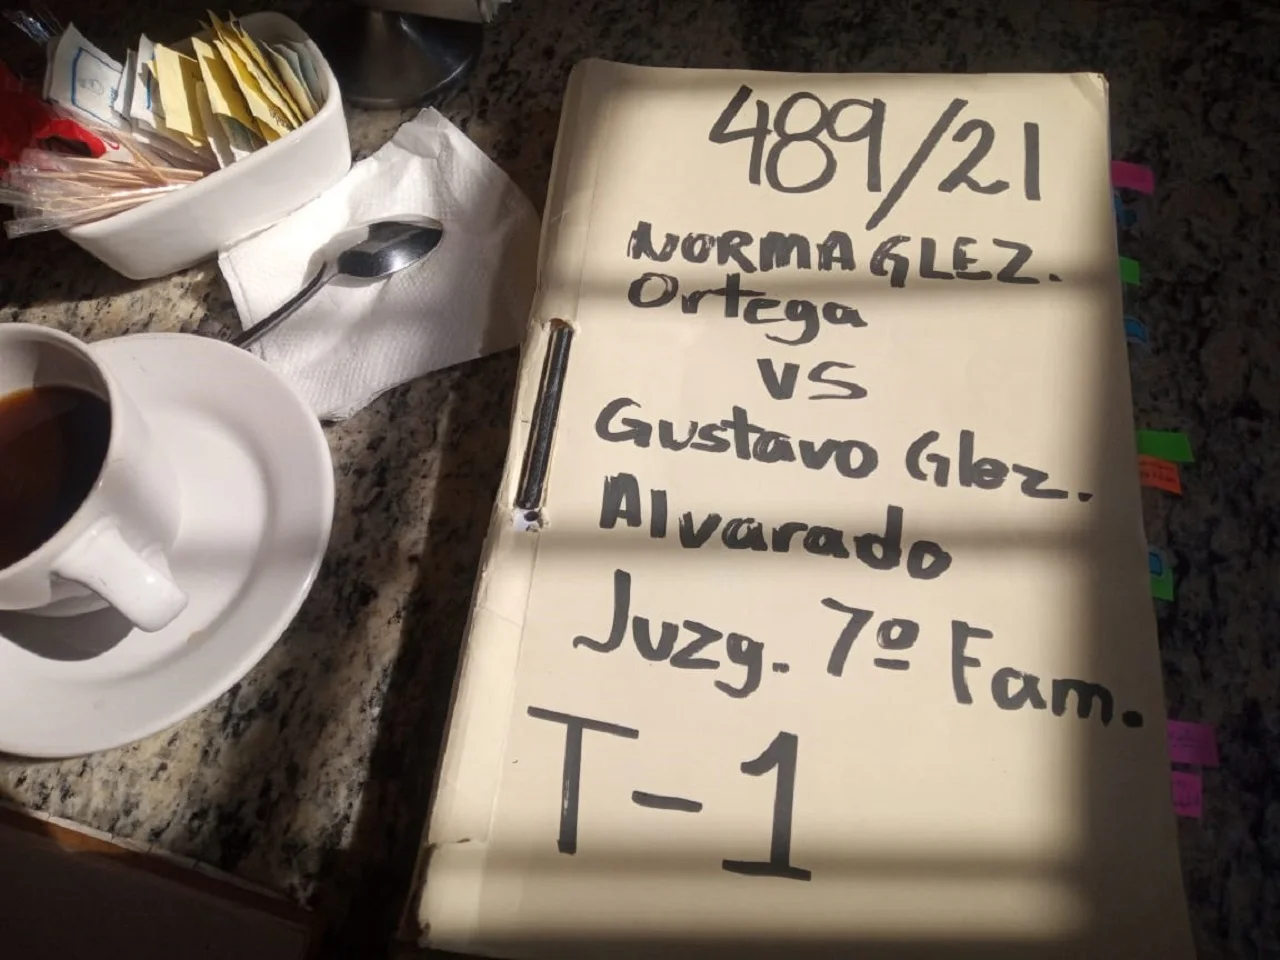 489/21
NORMA GLEZ.
Ortega
VS
Gustavo Glez.
Alvarado
Juzg. 7º Fam.
T-1